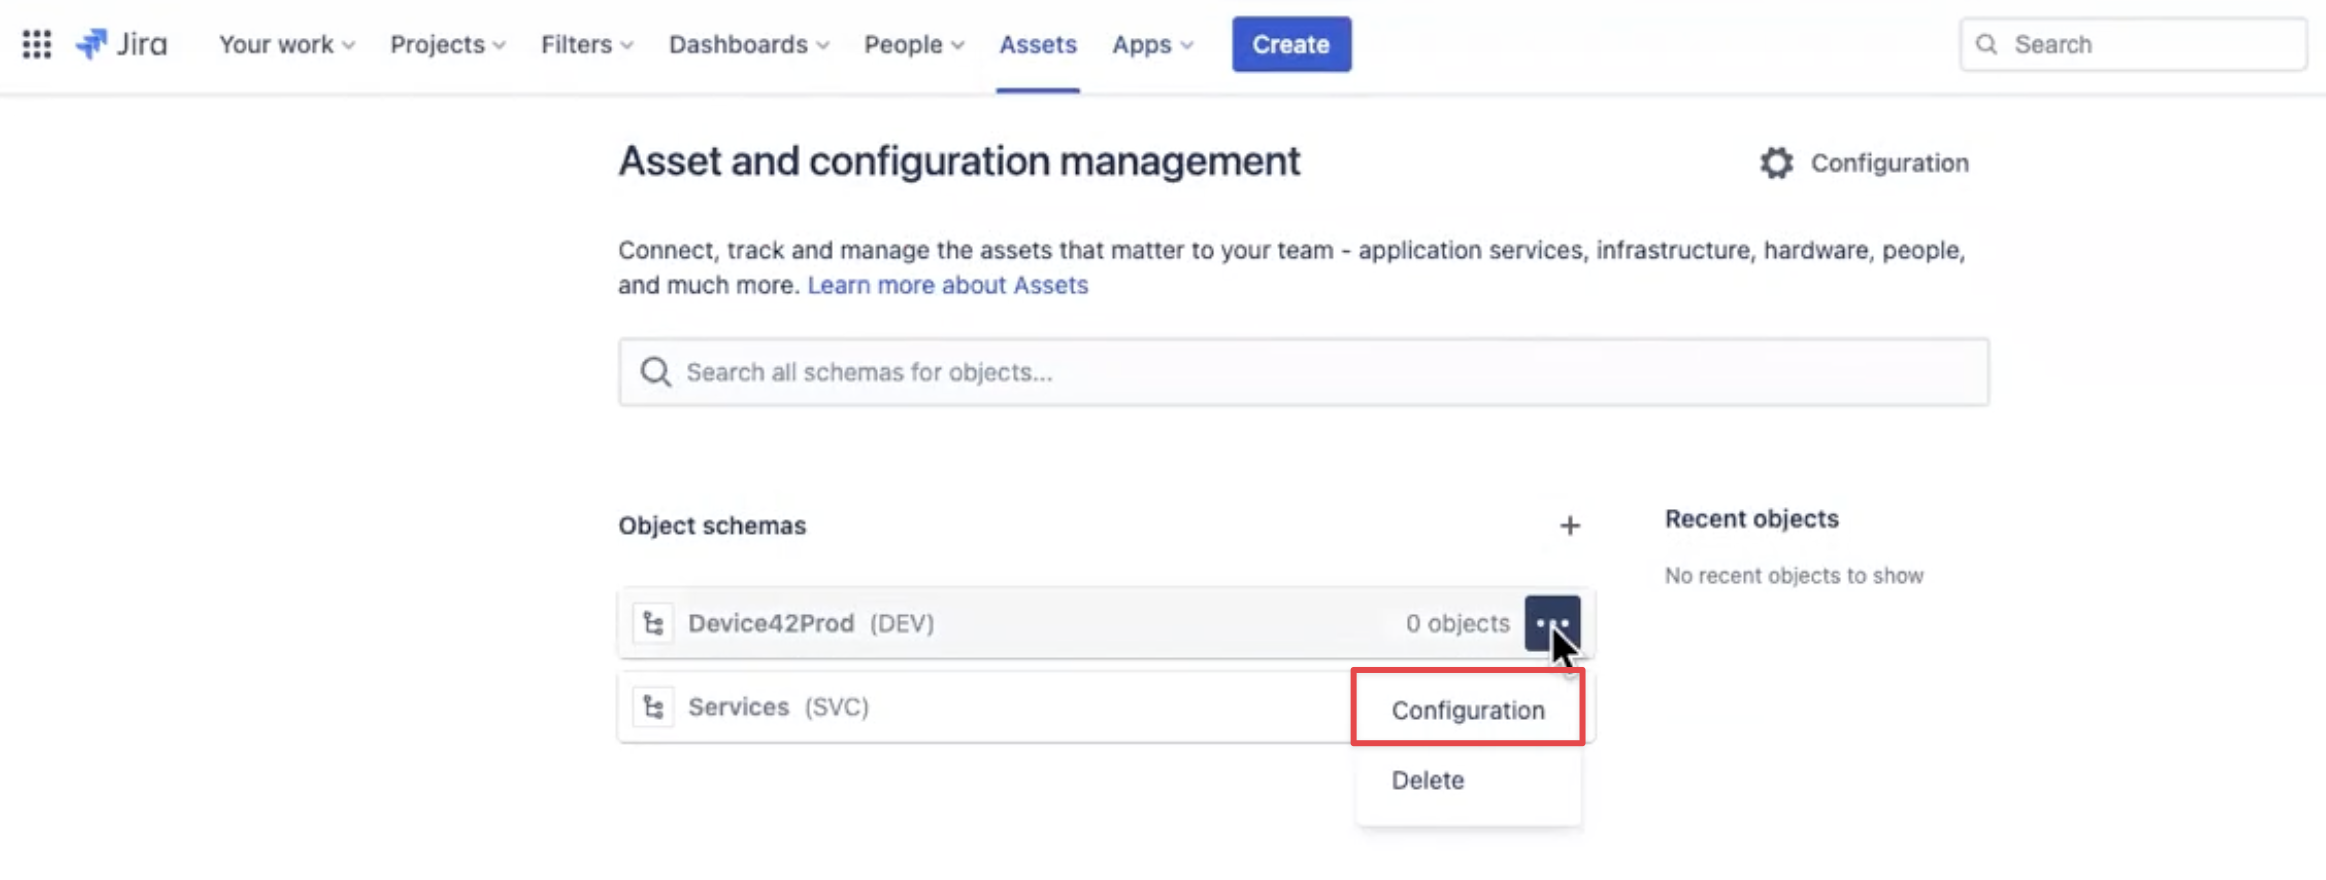 Jira Your work Projects Filters Dashboards People Assets Apps Create Search
Asset and configuration management
Configuration
Connect, track and manage the assets that matter to your team - application services, infrastructure, hardware, people,
and much more. Learn more about Assets
Search all schemas for objects...
Object schemas
+
Device42Prod (DEV) 0 objects
Services (SVC)
Configuration
Delete
Recent objects
No recent objects to show